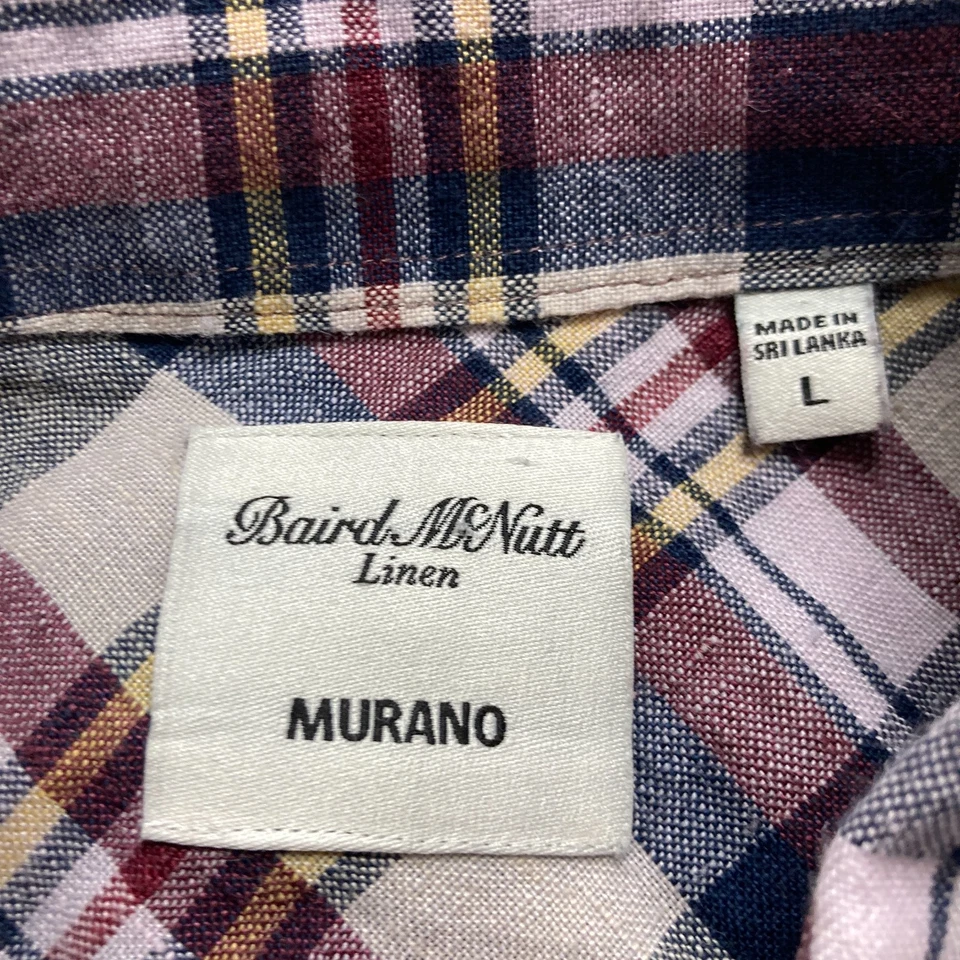 MADE IN
SRI LANKA
L
Baird McNutt
Linen
MURANO